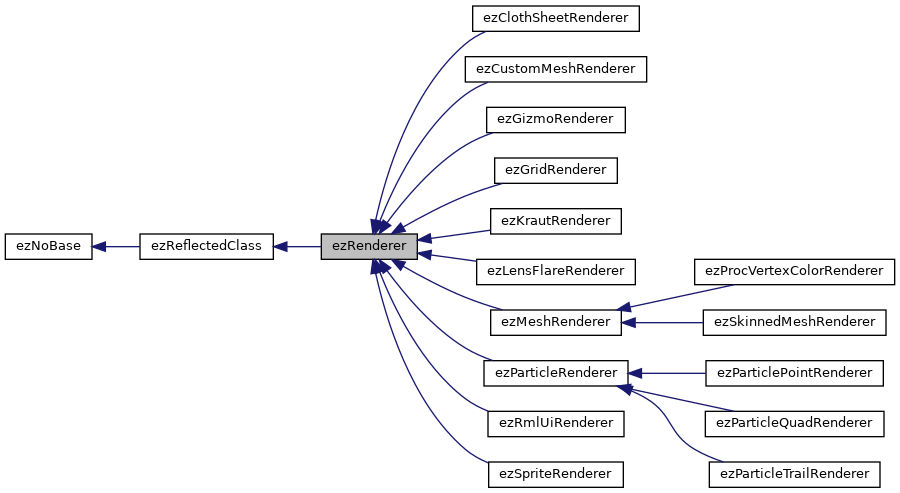 ezClothSheetRenderer
ezCustomMeshRenderer
ezGizmoRenderer
ezGridRenderer
ezKrautRenderer
ezNoBase
ezReflectedClass
ezRenderer
ezLensFlareRenderer
ezProcVertexColorRenderer
ezMeshRenderer
ezSkinnedMeshRenderer
ezParticleRenderer
ezParticlePointRenderer
ezRmlUiRenderer
ezParticleQuadRenderer
ezSpriteRenderer
ezParticleTrailRenderer